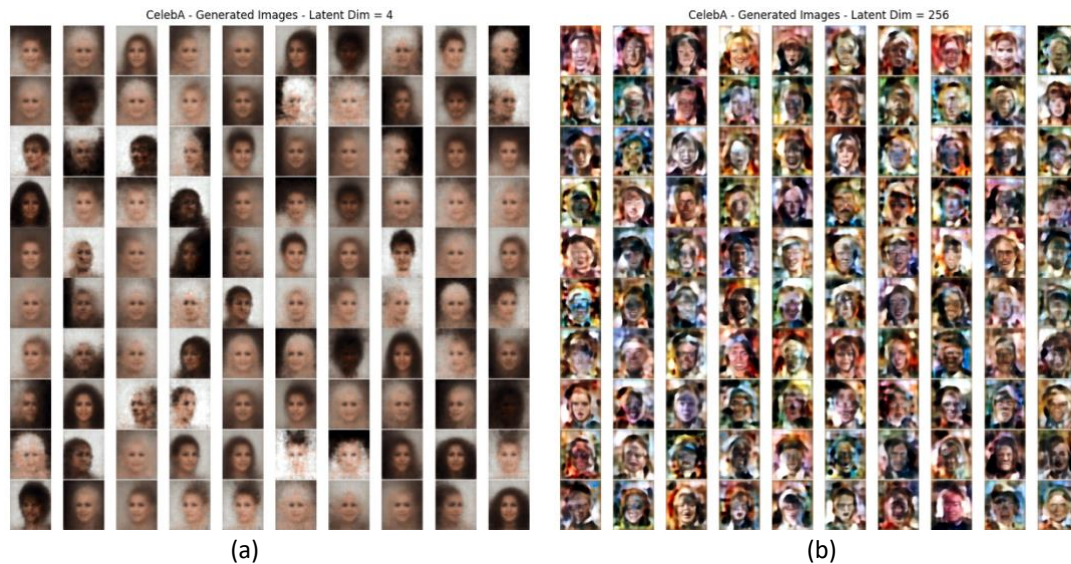 CelebA - Generated Images - Latent Dim = 4
CelebA - Generated Images - Latent Dim = 256
(a)
(b)